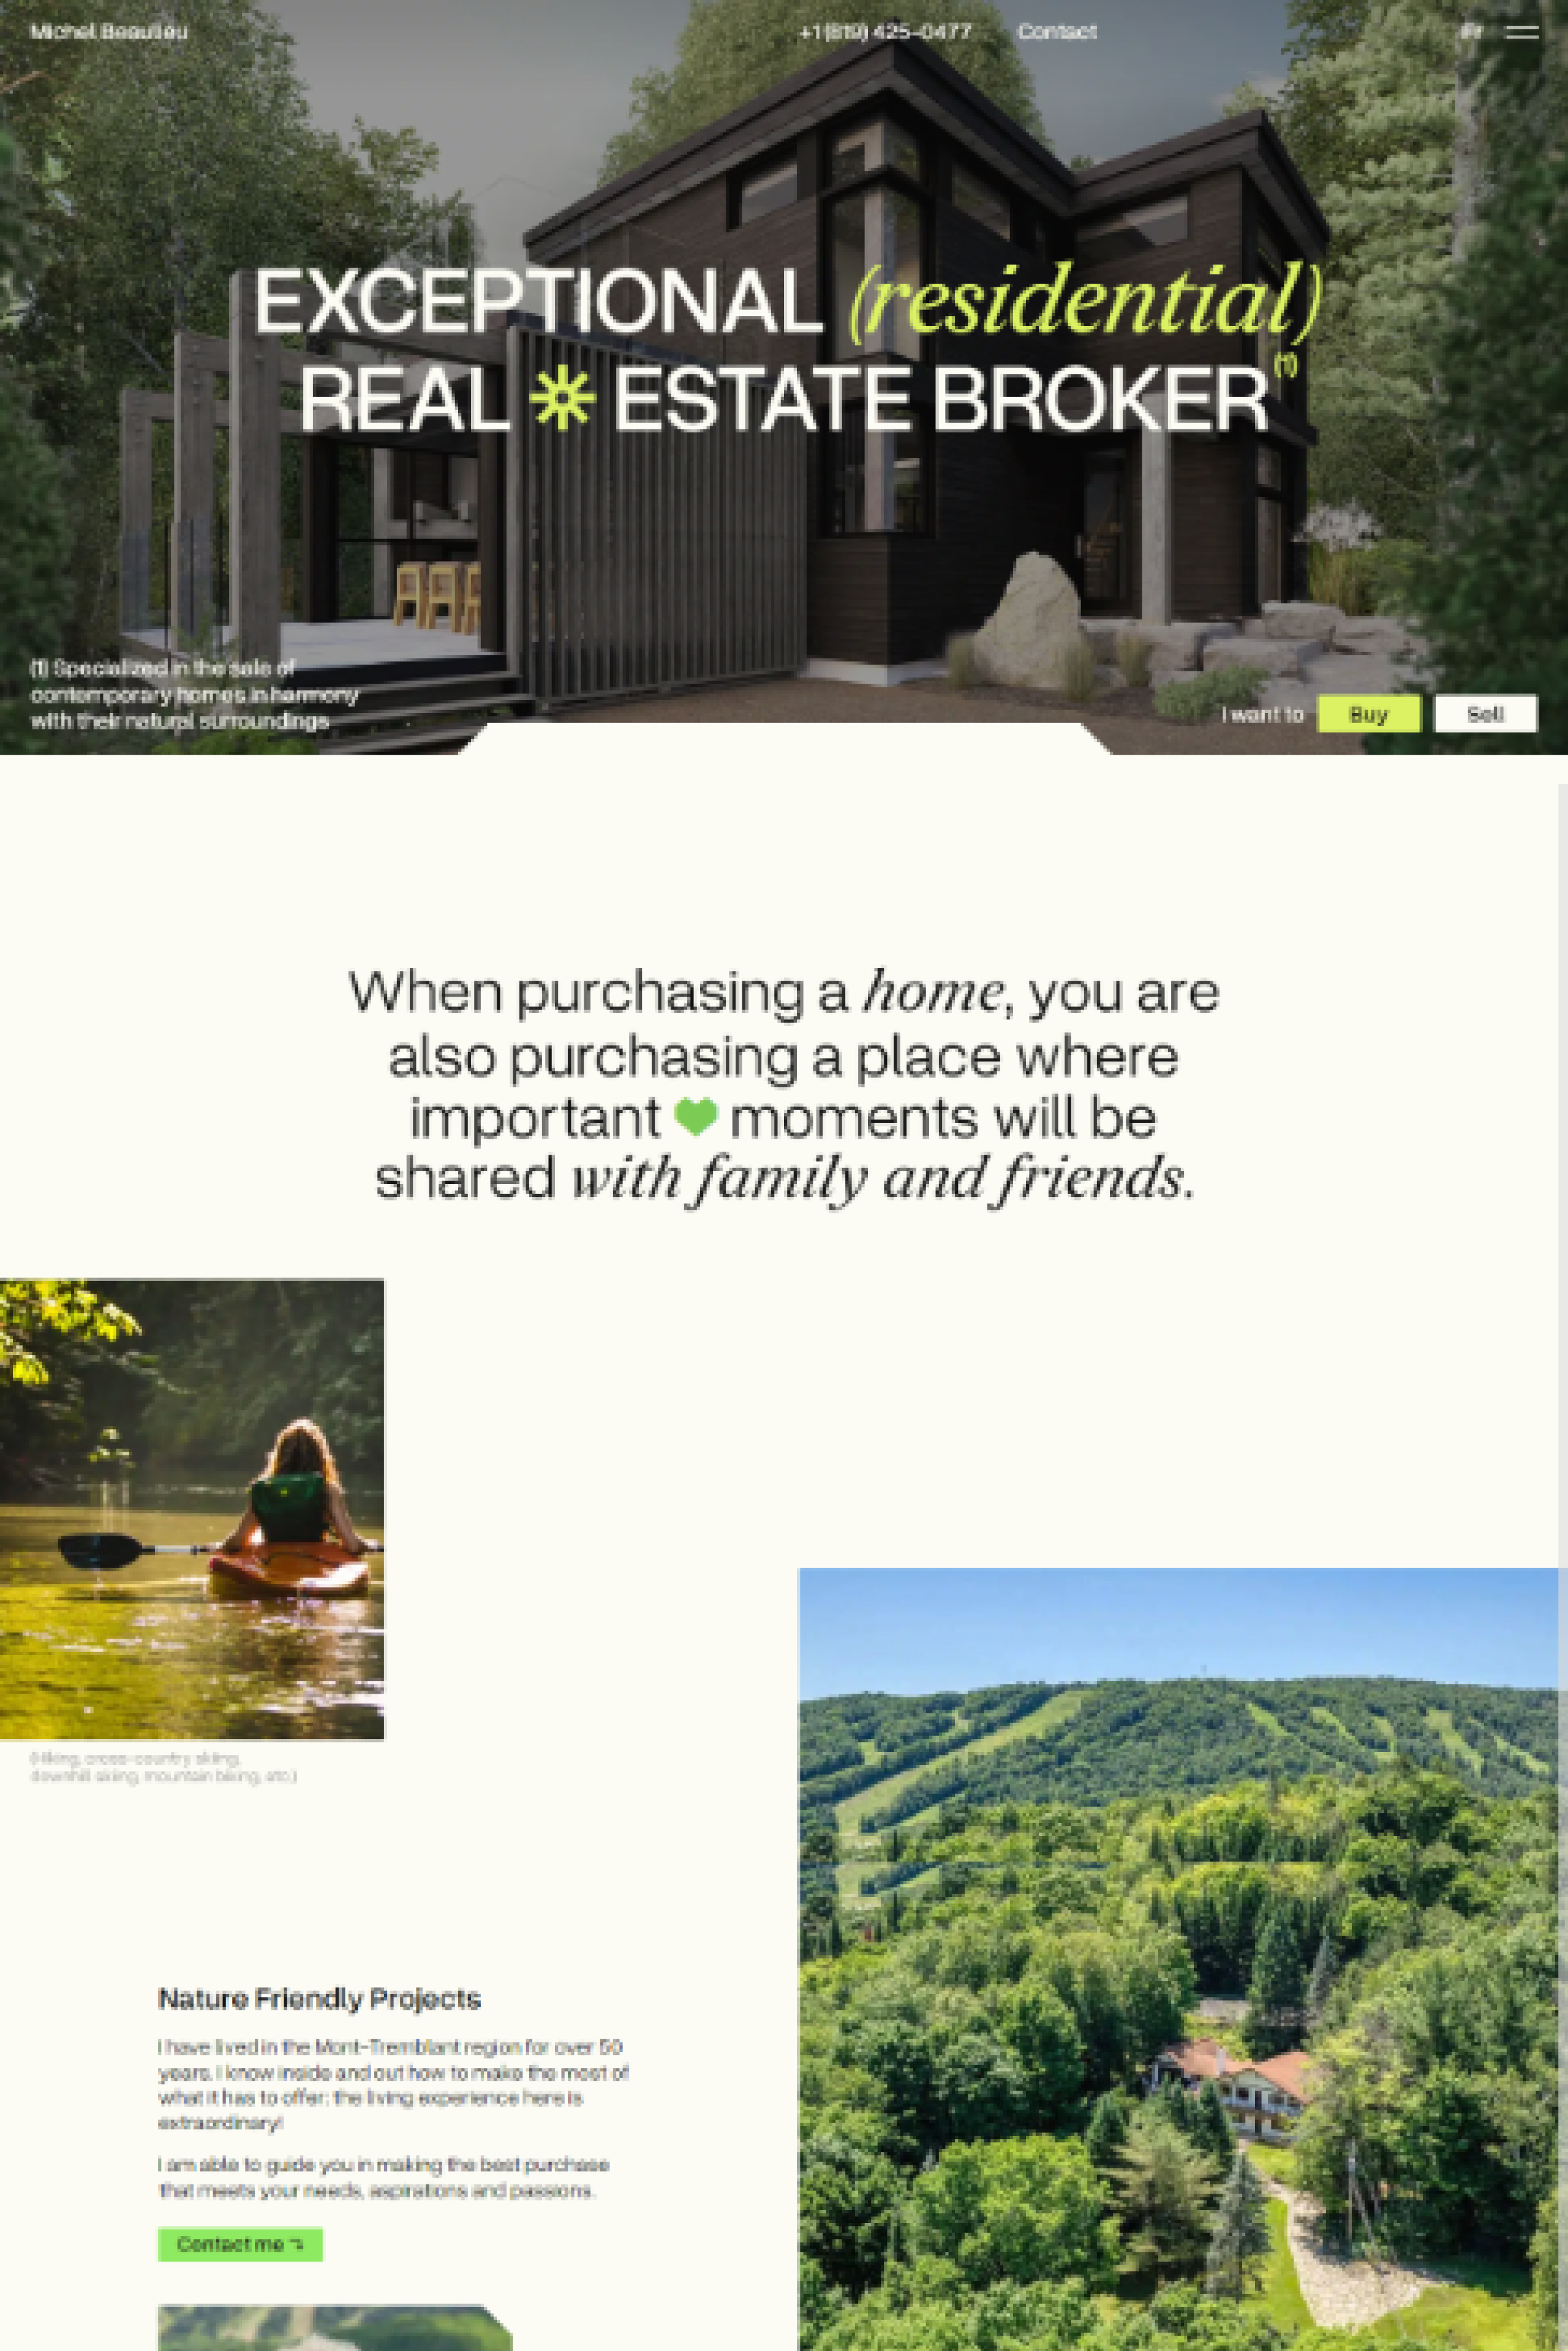 Michel Beaulieu
+1 (819) 425-0477
Contact
Fr
EXCEPTIONAL (residential)
REAL ESTATE BROKER(1)
(1) Specialized in the sale of
contemporary homes in harmony
with their natural surroundings
I want to
Buy
Sell
When purchasing a home, you are
also purchasing a place where
important moments will be
shared with family and friends.
(Hiking, cross-country skiing,
downhill skiing, mountain biking, etc.)
Nature Friendly Projects
I have lived in the Mont-Tremblant region for over 50
years. I know inside and out how to make the most of
what it has to offer; the living experience here is
extraordinary!
I am able to guide you in making the best purchase
that meets your needs, aspirations and passions.
Contact me